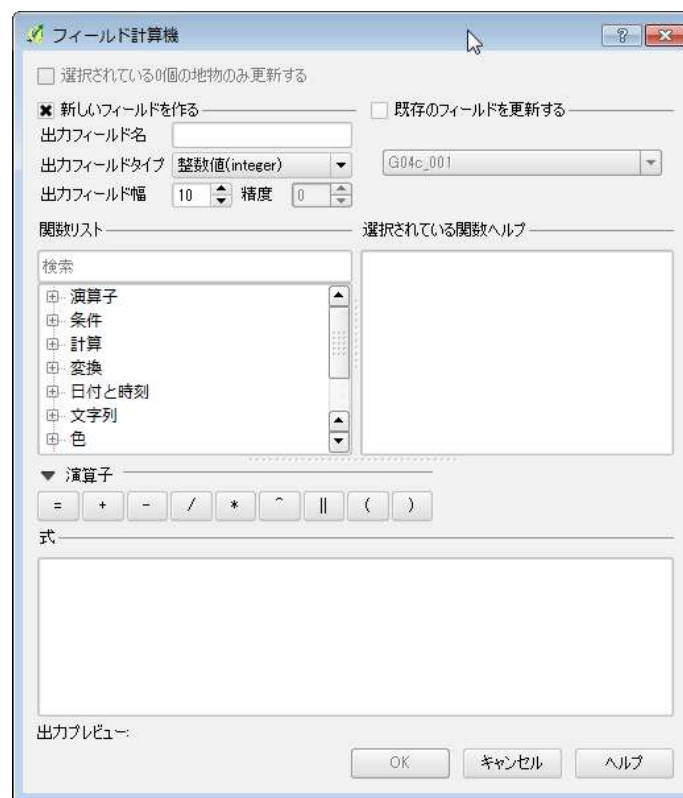 フィールド計算機
選択されている0個の地物のみ更新する
新しいフィールドを作る
既存のフィールドを更新する
出力フィールド名
出力フィールドタイプ 整数値(integer)
G04c_001
出力フィールド幅 10 精度 0
関数リスト
選択されている関数ヘルプ
検索
演算子
条件
計算
変換
日付と時刻
文字列
色
演算子
= + - / * ^ || ( )
式
出力プレビュー:
OK キャンセル ヘルプ